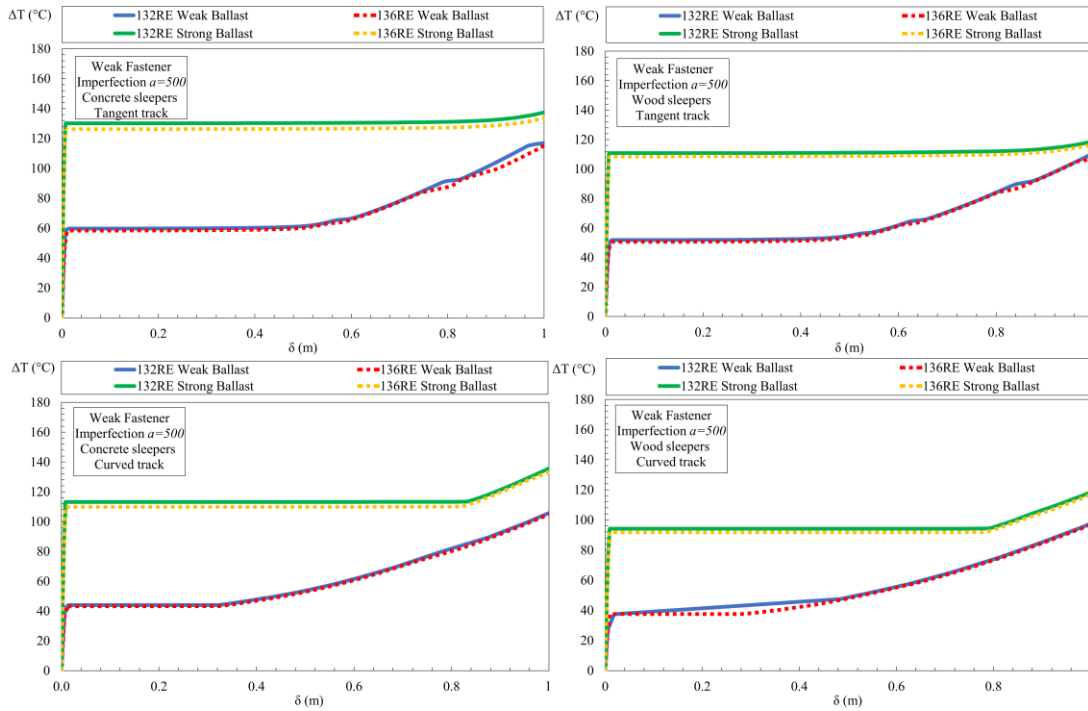 ΔT (°C)
132RE Weak Ballast
136RE Weak Ballast
132RE Strong Ballast
136RE Strong Ballast
180
160
140
120
100
80
60
40
20
0
Weak Fastener
Imperfection a=500
Concrete sleepers
Tangent track
0 0.2 0.4 0.6 0.8 1
δ (m)
ΔT (°C)
132RE Weak Ballast
136RE Weak Ballast
132RE Strong Ballast
136RE Strong Ballast
180
160
140
120
100
80
60
40
20
0
Weak Fastener
Imperfection a=500
Wood sleepers
Tangent track
0 0.2 0.4 0.6 0.8
δ (m)
ΔT (°C)
132RE Weak Ballast
136RE Weak Ballast
132RE Strong Ballast
136RE Strong Ballast
180
160
140
120
100
80
60
40
20
0
Weak Fastener
Imperfection a=500
Concrete sleepers
Curved track
0.0 0.2 0.4 0.6 0.8 1
δ (m)
ΔT (°C)
132RE Weak Ballast
136RE Weak Ballast
132RE Strong Ballast
136RE Strong Ballast
180
160
140
120
100
80
60
40
20
0
Weak Fastener
Imperfection a=500
Wood sleepers
Curved track
0 0.2 0.4 0.6 0.8
δ (m)